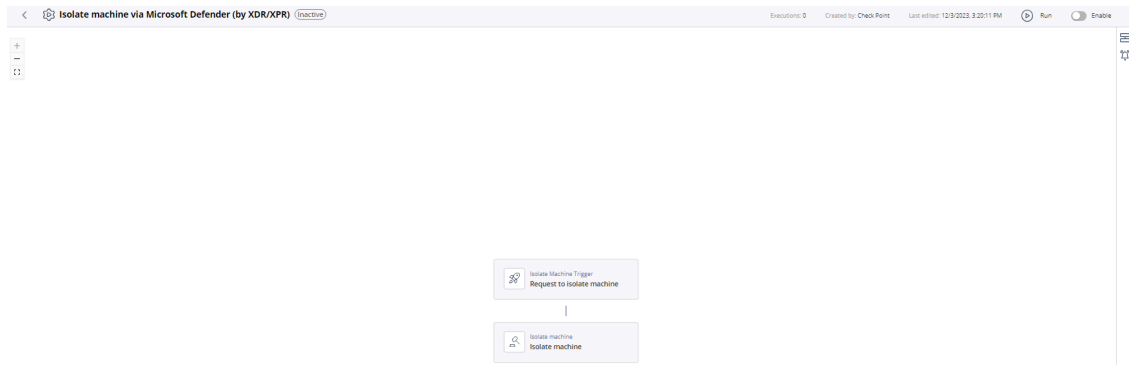 Isolate machine via Microsoft Defender (by XDR/XPR) Inactive Executions: 0 Created by: Check Point Last edited: 12/3/2023, 3:20:11 PM Run Enable
Isolate Machine Trigger
Request to isolate machine
Isolate machine
Isolate machine